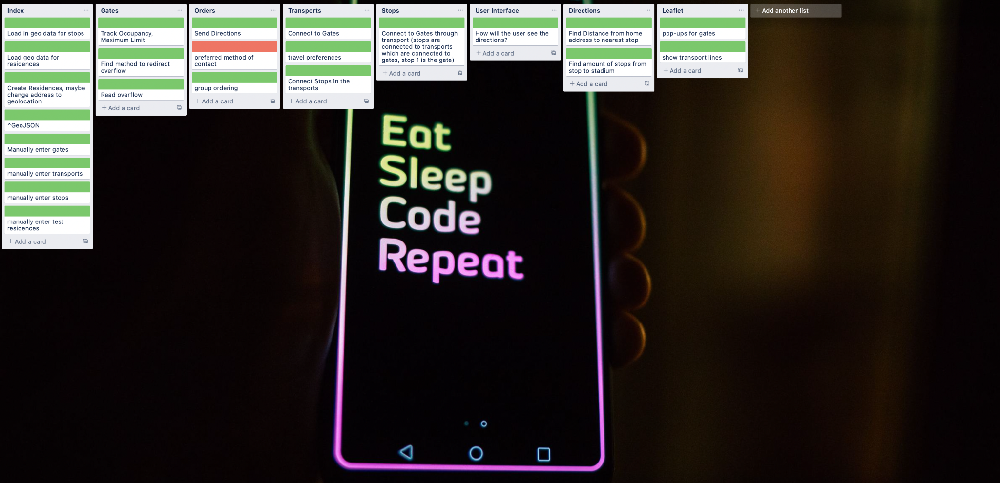 Index
Load in geo data for stops
Load geo data for
residences
Create Residences, maybe
change address to
geolocation
^GeoJSON
Manually enter gates
manually enter transports
manually enter stops
manually enter test
residences
+ Add a card
Gates
Track Occupancy,
Maximum Limit
Find method to redirect
overflow
Read overflow
+ Add a card
Orders
Send Directions
preferred method of
contact
group ordering
+ Add a card
Transports
Connect to Gates
travel preferences
Connect Stops in the
transports
+ Add a card
Stops
Connect to Gates through
transport (stops are
connected to transports
which are connected to
gates, stop 1 is the gate)
+ Add a card
User Interface
How will the user see the
directions?
+ Add a card
Directions
Find Distance from home
address to nearest stop
Find amount of stops from
stop to stadium
+ Add a card
Leaflet
pop-ups for gates
show transport lines
+ Add a card
+ Add another list
Eat
Sleep
Code
Repeat